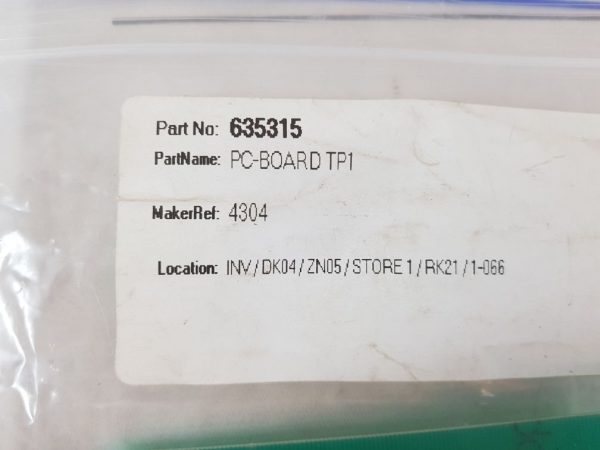 Part No: 635315
PartName: PC-BOARD TP1
MakerRef: 4304
Location: INV / DK04 / ZN05 / STORE 1 / RK21 / 1-066